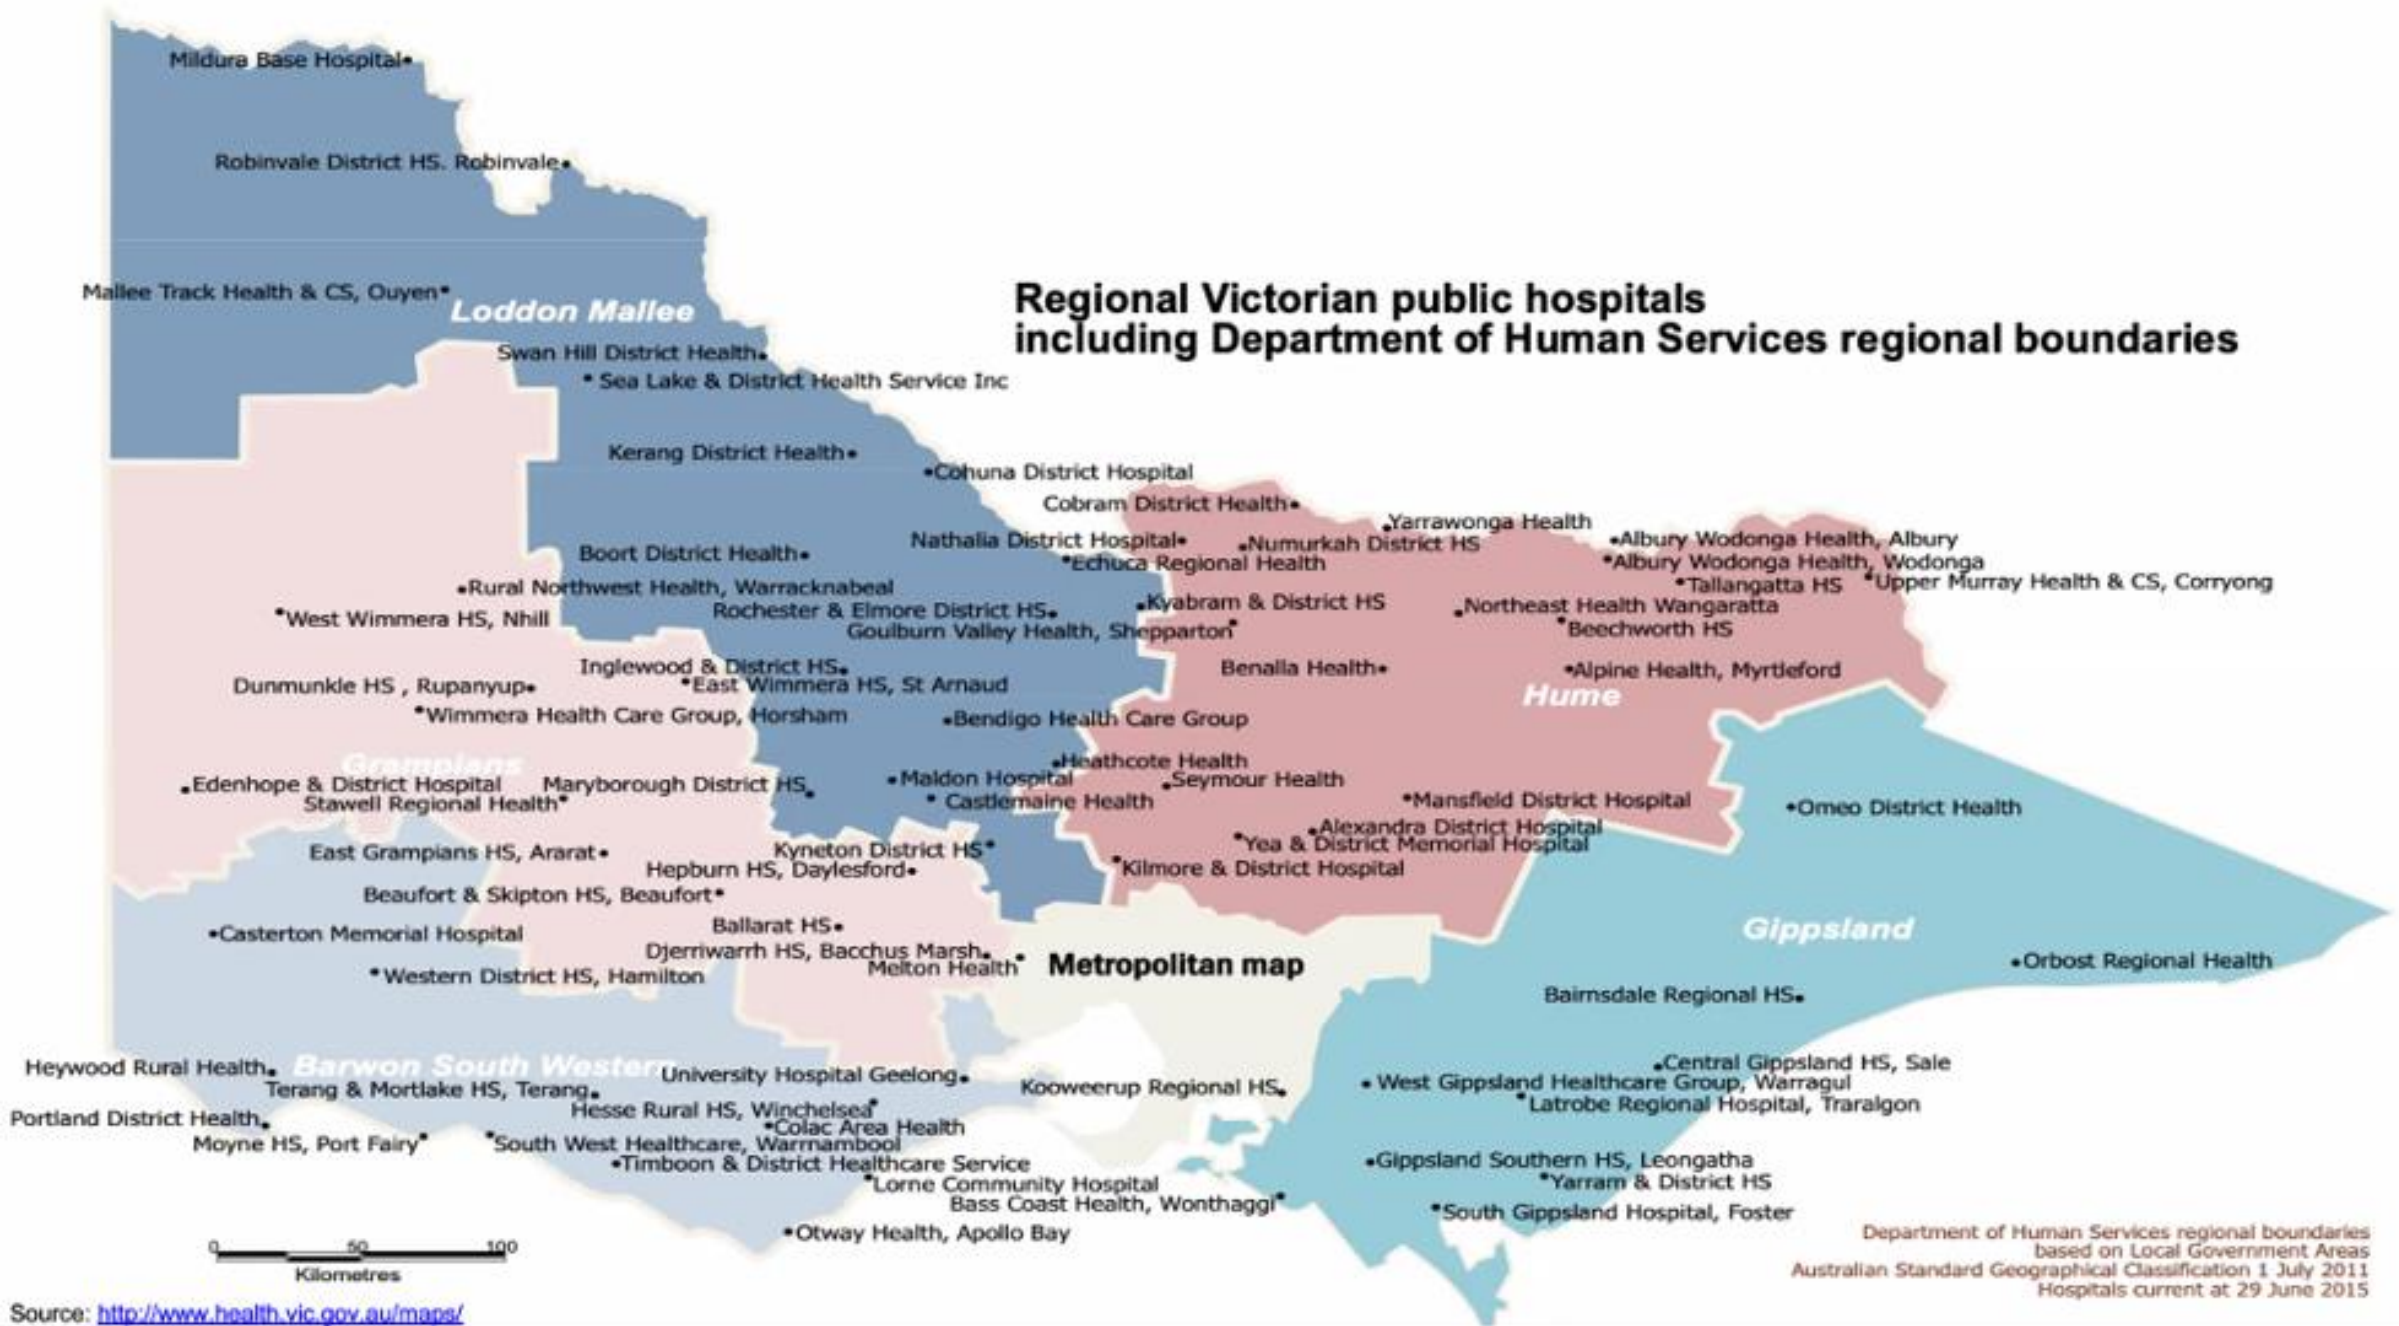 Mildura Base Hospital
Robinvale District HS. Robinvale
Mallee Track Health & CS, Ouyen
Loddon Mallee
Regional Victorian public hospitals
including Department of Human Services regional boundaries
Swan Hill District Health
Sea Lake & District Health Service Inc
Kerang District Health
Cohuna District Hospital
Cobram District Health
Yarrawonga Health
Nathalia District Hospital
Numurkah District HS
Albury Wodonga Health, Albury
Boort District Health
Echuca Regional Health
Albury Wodonga Health, Wodonga
Tallangatta HS
Upper Murray Health & CS, Corryong
Rural Northwest Health, Warracknabeal
Rochester & Elmore District HS
Kyabram & District HS
Northeast Health Wangaratta
West Wimmera HS, Nhill
Goulburn Valley Health, Shepparton
Beechworth HS
Inglewood & District HS
Benalla Health
Alpine Health, Myrtleford
Dunmunkle HS , Rupanyup
East Wimmera HS, St Arnaud
Hume
Wimmera Health Care Group, Horsham
Bendigo Health Care Group
Grampians
Heathcote Health
Edenhope & District Hospital
Maryborough District HS
Maldon Hospital
Seymour Health
Stawell Regional Health
Castlemaine Health
Mansfield District Hospital
Omeo District Health
Alexandra District Hospital
East Grampians HS, Ararat
Kyneton District HS
Yea & District Memorial Hospital
Hepburn HS, Daylesford
Kilmore & District Hospital
Beaufort & Skipton HS, Beaufort
Casterton Memorial Hospital
Ballarat HS
Gippsland
Djerriwarrh HS, Bacchus Marsh
Melton Health
Metropolitan map
Orbost Regional Health
Western District HS, Hamilton
Bairnsdale Regional HS
Heywood Rural Health
Barwon South Western
University Hospital Geelong
Central Gippsland HS, Sale
Terang & Mortlake HS, Terang
Kooweerup Regional HS
West Gippsland Healthcare Group, Warragul
Hesse Rural HS, Winchelsea
Latrobe Regional Hospital, Traralgon
Portland District Health
Colac Area Health
Moyne HS, Port Fairy
South West Healthcare, Warrnambool
Timboon & District Healthcare Service
Gippsland Southern HS, Leongatha
Lorne Community Hospital
Yarram & District HS
Bass Coast Health, Wonthaggi
South Gippsland Hospital, Foster
Otway Health, Apollo Bay
0 50 100
Kilometres
Department of Human Services regional boundaries
based on Local Government Areas
Australian Standard Geographical Classification 1 July 2011
Hospitals current at 29 June 2015
Source: http://www.health.vic.gov.au/maps/